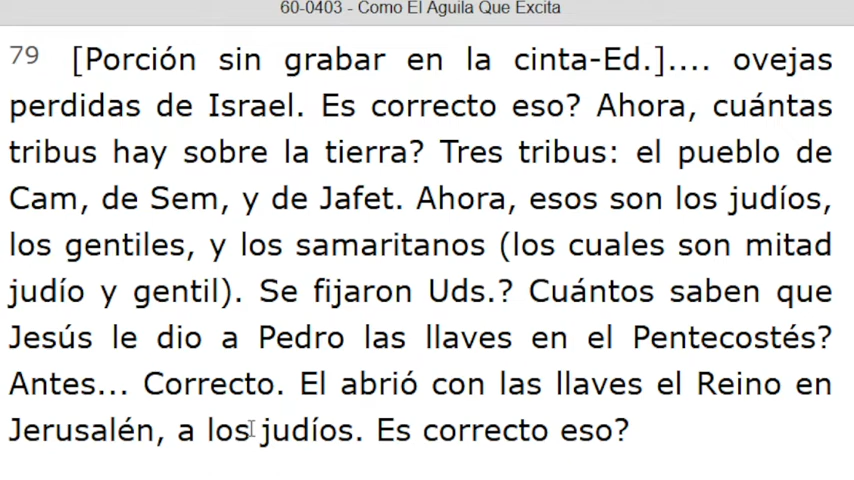 60-0403 - Como El Aguila Que Excita
79 [Porción sin grabar en la cinta-Ed.].... ovejas
perdidas de Israel. Es correcto eso? Ahora, cuántas
tribus hay sobre la tierra? Tres tribus: el pueblo de
Cam, de Sem, y de Jafet. Ahora, esos son los judíos,
los gentiles, y los samaritanos (los cuales son mitad
judío y gentil). Se fijaron Uds.? Cuántos saben que
Jesús le dio a Pedro las llaves en el Pentecostés?
Antes... Correcto. El abrió con las llaves el Reino en
Jerusalén, a los judíos. Es correcto eso?